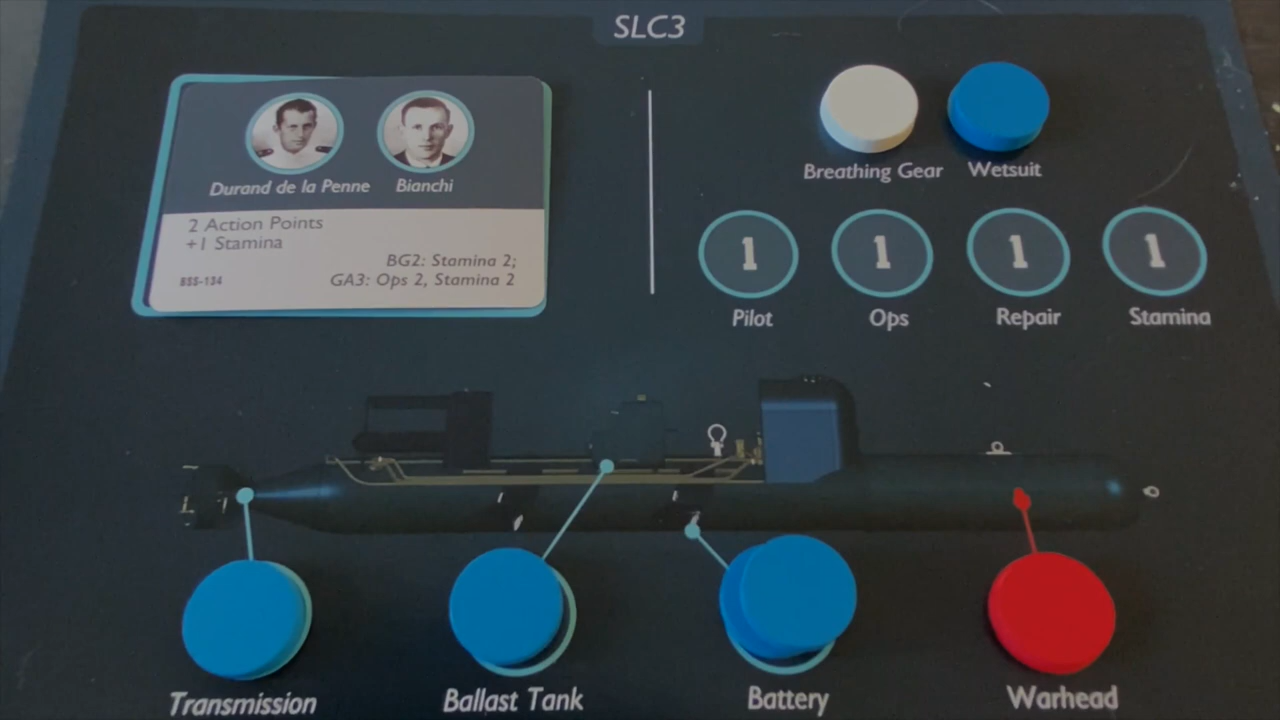 SLC3
Durand de la Penne
Bianchi
2 Action Points
+1 Stamina
BG2: Stamina 2;
GA3: Ops 2, Stamina 2
BSS-134
Breathing Gear
Wetsuit
1
1
1
1
Pilot
Ops
Repair
Stamina
Transmission
Ballast Tank
Battery
Warhead